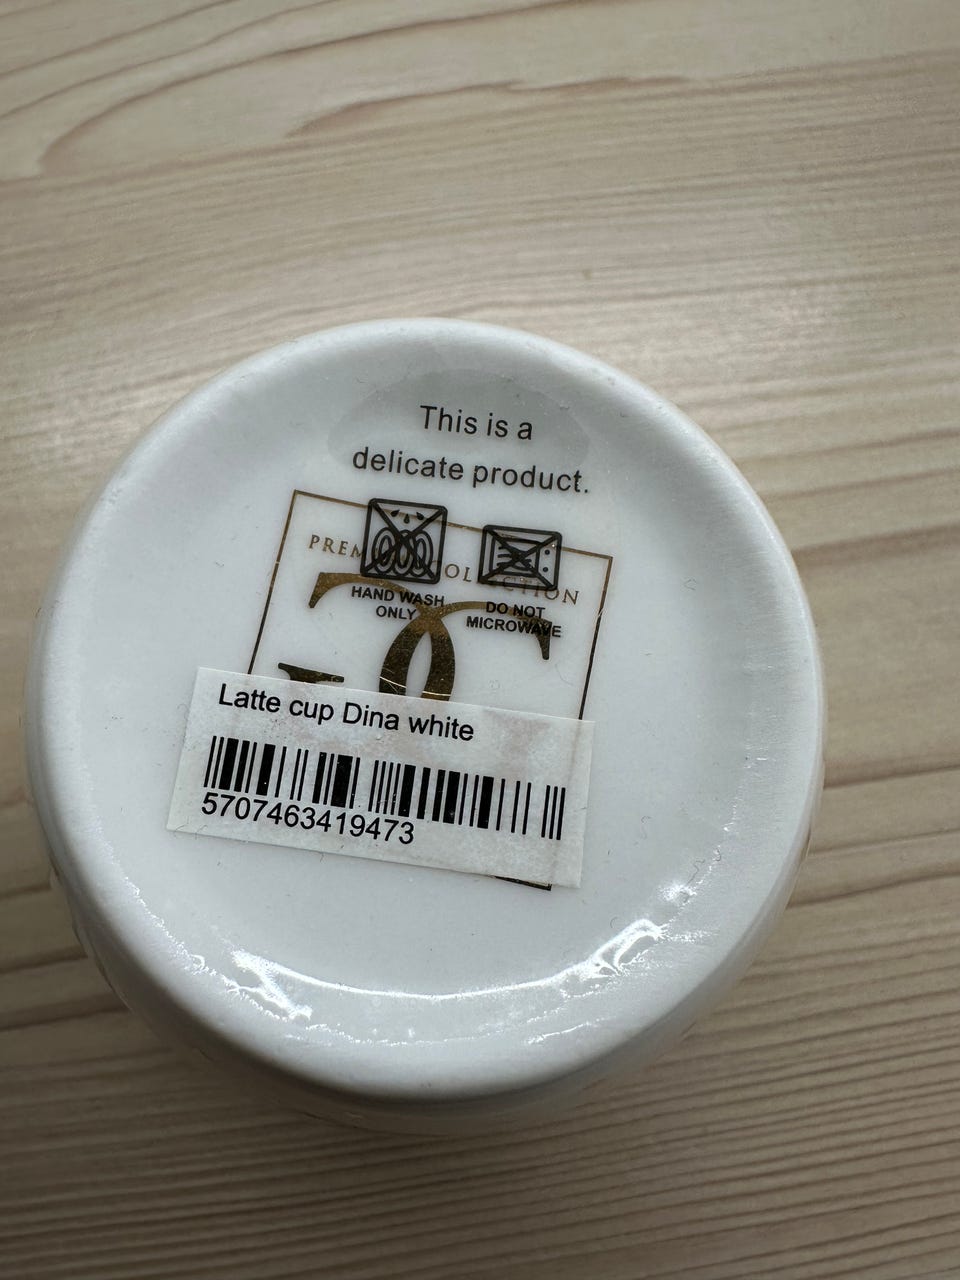 This is a
delicate product.
HAND WASH
ONLY
DO NOT
MICROWAVE
Latte cup Dina white
5707463419473